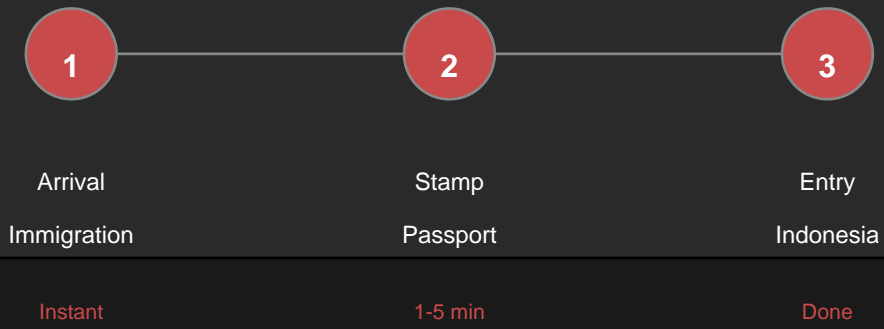 1 2 3
Arrival Stamp Entry
Immigration Passport Indonesia
Instant 1-5 min Done